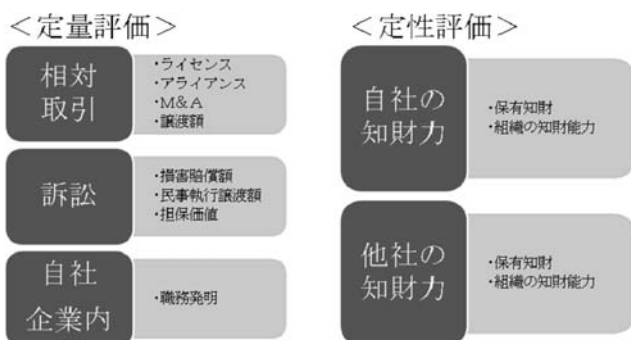 ＜定量評価＞
相対
取引
・ライセンス
・アライアンス
・M＆A
・譲渡額
訴訟
・損害賠償額
・民事執行譲渡額
・担保価値
自社
企業内
・職務発明
＜定性評価＞
自社の
知財力
・保有知財
・組織の知財能力
他社の
知財力
・保有知財
・組織の知財能力